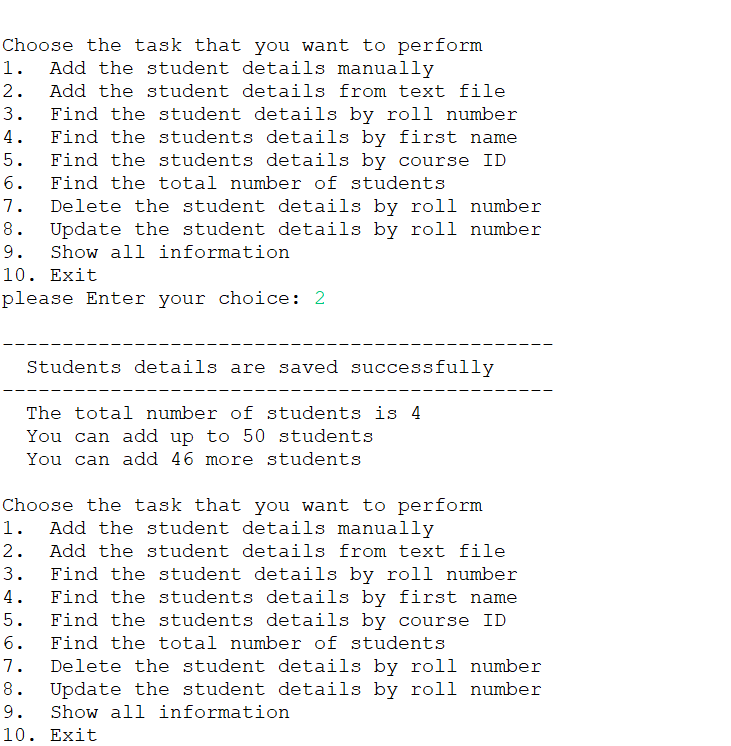 Choose the task that you want to perform
1.  Add the student details manually
2.  Add the student details from text file
3.  Find the student details by roll number
4.  Find the students details by first name
5.  Find the students details by course ID
6.  Find the total number of students
7.  Delete the student details by roll number
8.  Update the student details by roll number
9.  Show all information
10. Exit
please Enter your choice: 2
----------------------------------------------
  Students details are saved successfully
----------------------------------------------
  The total number of students is 4
  You can add up to 50 students
  You can add 46 more students
Choose the task that you want to perform
1.  Add the student details manually
2.  Add the student details from text file
3.  Find the student details by roll number
4.  Find the students details by first name
5.  Find the students details by course ID
6.  Find the total number of students
7.  Delete the student details by roll number
8.  Update the student details by roll number
9.  Show all information
10. Exit